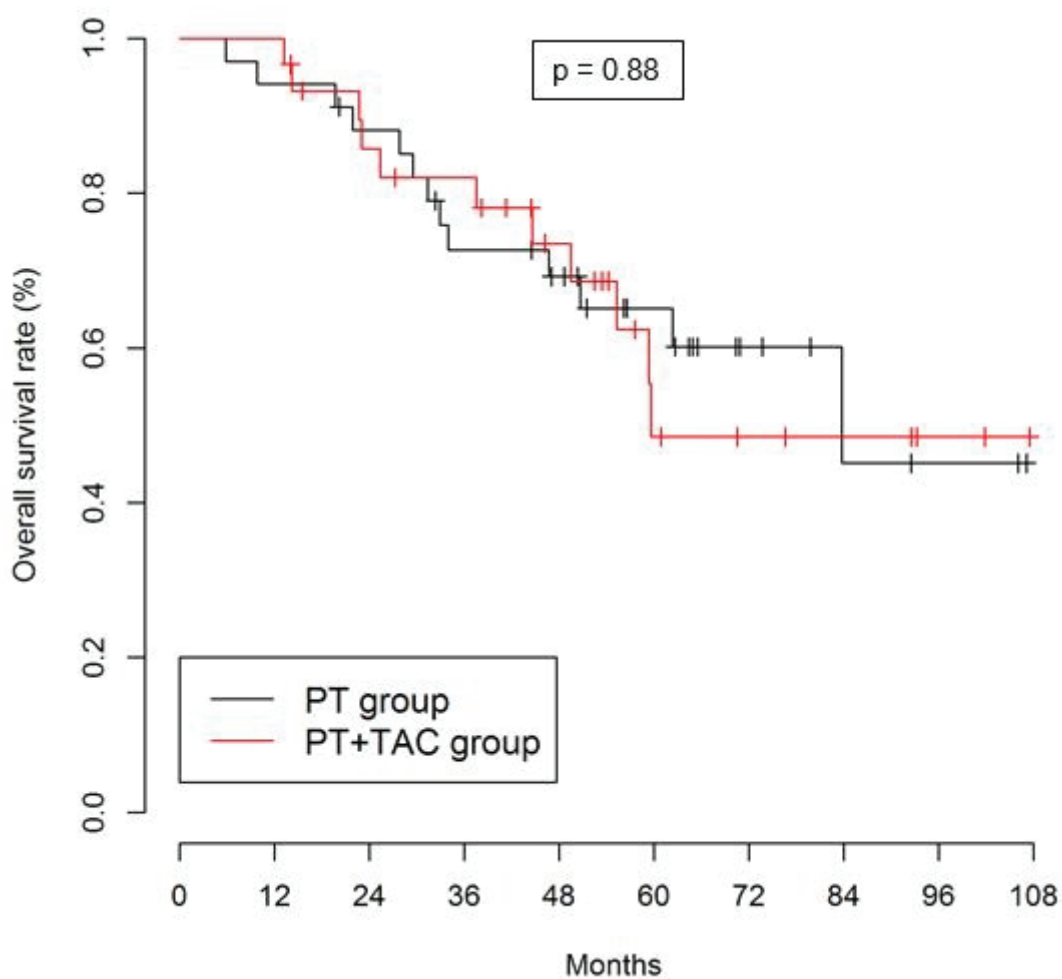 p = 0.88
Overall survival rate (%)
1.0
0.8
0.6
0.4
0.2
0.0
PT group
PT+TAC group
0 12 24 36 48 60 72 84 96 108
Months